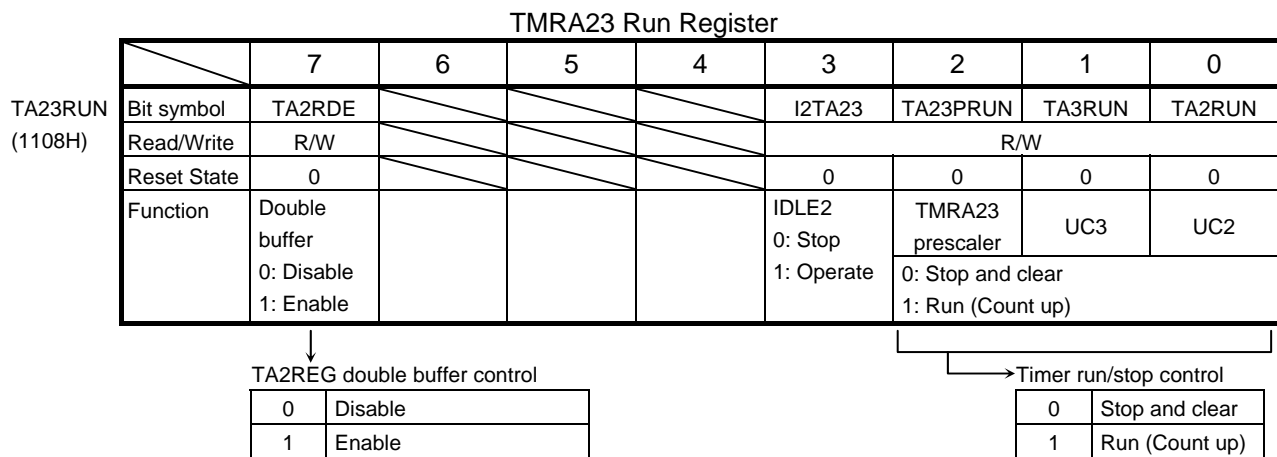 TMRA23 Run Register
7 6 5 4 3 2 1 0
TA23RUN Bit symbol TA2RDE I2TA23 TA23PRUN TA3RUN TA2RUN
(1108H) Read/Write R/W R/W
Reset State 0 0 0 0 0
Function Double IDLE2 TMRA23 UC3 UC2
buffer 0: Stop prescaler
0: Disable 1: Operate 0: Stop and clear
1: Enable 1: Run (Count up)
TA2REG double buffer control Timer run/stop control
0 Disable 0 Stop and clear
1 Enable 1 Run (Count up)